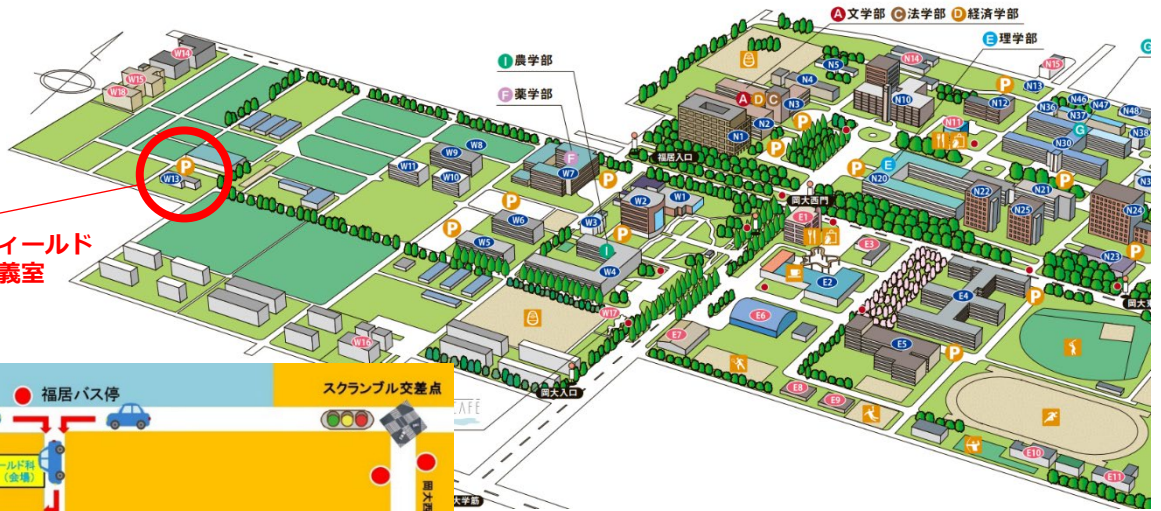 A文学部 C法学部 D経済学部
E理学部
G
I農学部
F薬学部
W14
W15
W18
P
W13
ィールド
義室
W11
W9
W8
W10
F
W7
P
P
P
W6
W5
W3
P
W2
W1
I
W4
W17
W16
福居入口
岡大西門
岡大入口
A D C
N1
N2
N3
N4
N5
P
P
N10
N14
N11
N12
P
N13
N15
N36
N46
N47
N48
N37
G
N38
N30
P
E
N20
N22
N21
N25
N24
P
N23
岡大東
E1
E3
E2
E4
P
E5
P
E6
E7
E8
E9
E10
E11
CAFE
大学筋
福居バス停
スクランブル交差点
ールド科
(会場)
岡大西